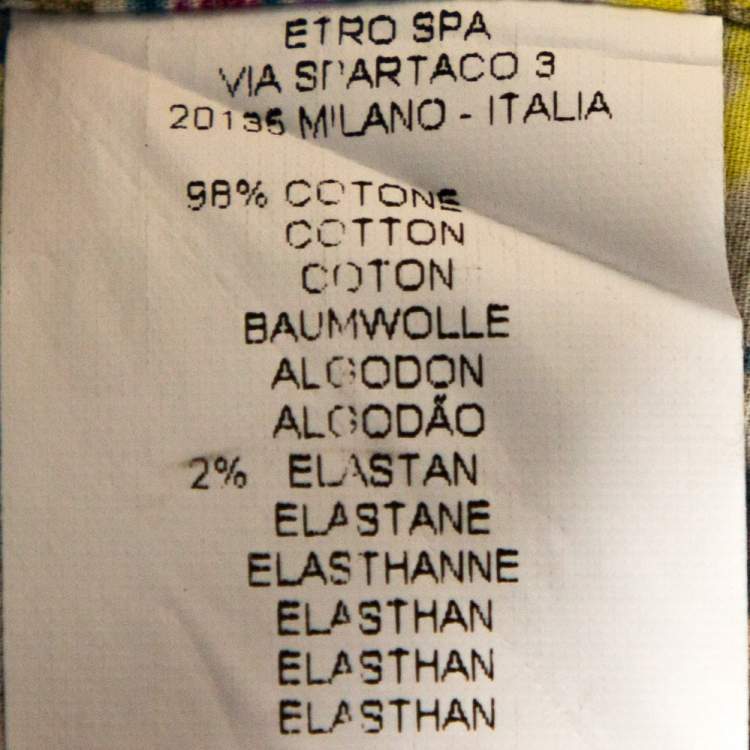 ETRO SPA
VIA SPARTACO 3
20135 MILANO - ITALIA
98% COTONE
COTTON
COTON
BAUMWOLLE
ALGODON
ALGODÃO
2% ELASTAN
ELASTANE
ELASTHANNE
ELASTHAN
ELASTHAN
ELASTHAN